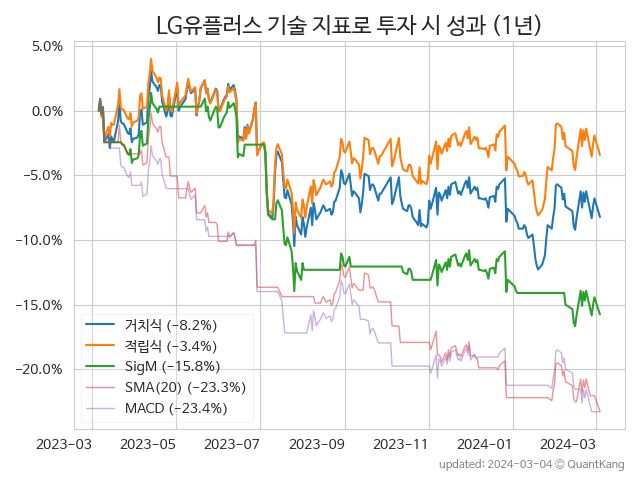 LG유플러스 기술 지표로 투자 시 성과 (1년)
5.0%
0.0%
−5.0%
−10.0%
−15.0%
−20.0%
거치식 (−8.2%)
적립식 (−3.4%)
SigM (−15.8%)
SMA(20) (−23.3%)
MACD (−23.4%)
2023-03 2023-05 2023-07 2023-09 2023-11 2024-01 2024-03
updated: 2024-03-04 © QuantKang